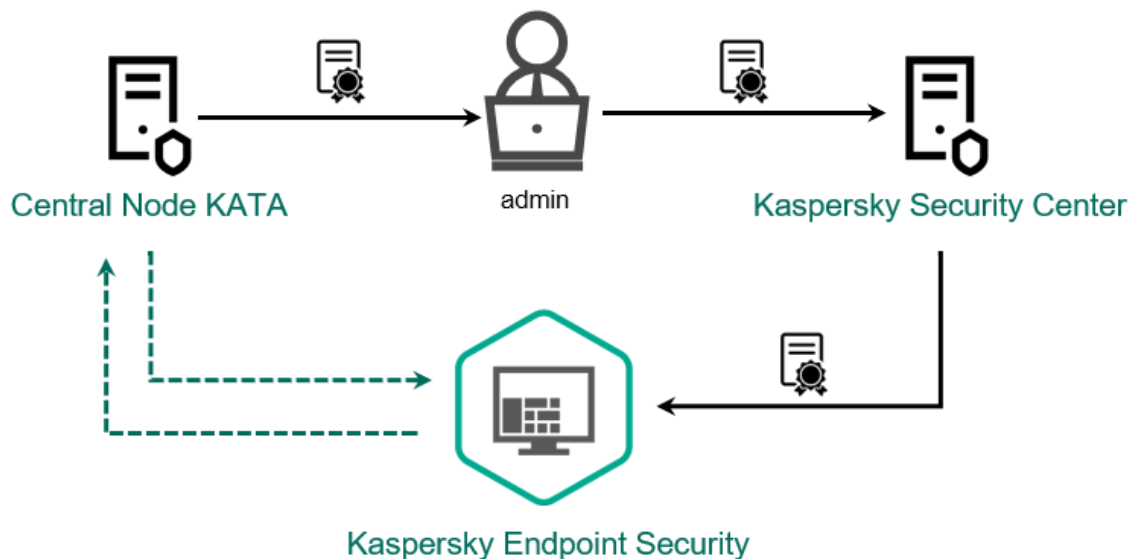 admin
Central Node KATA
Kaspersky Security Center
Kaspersky Endpoint Security